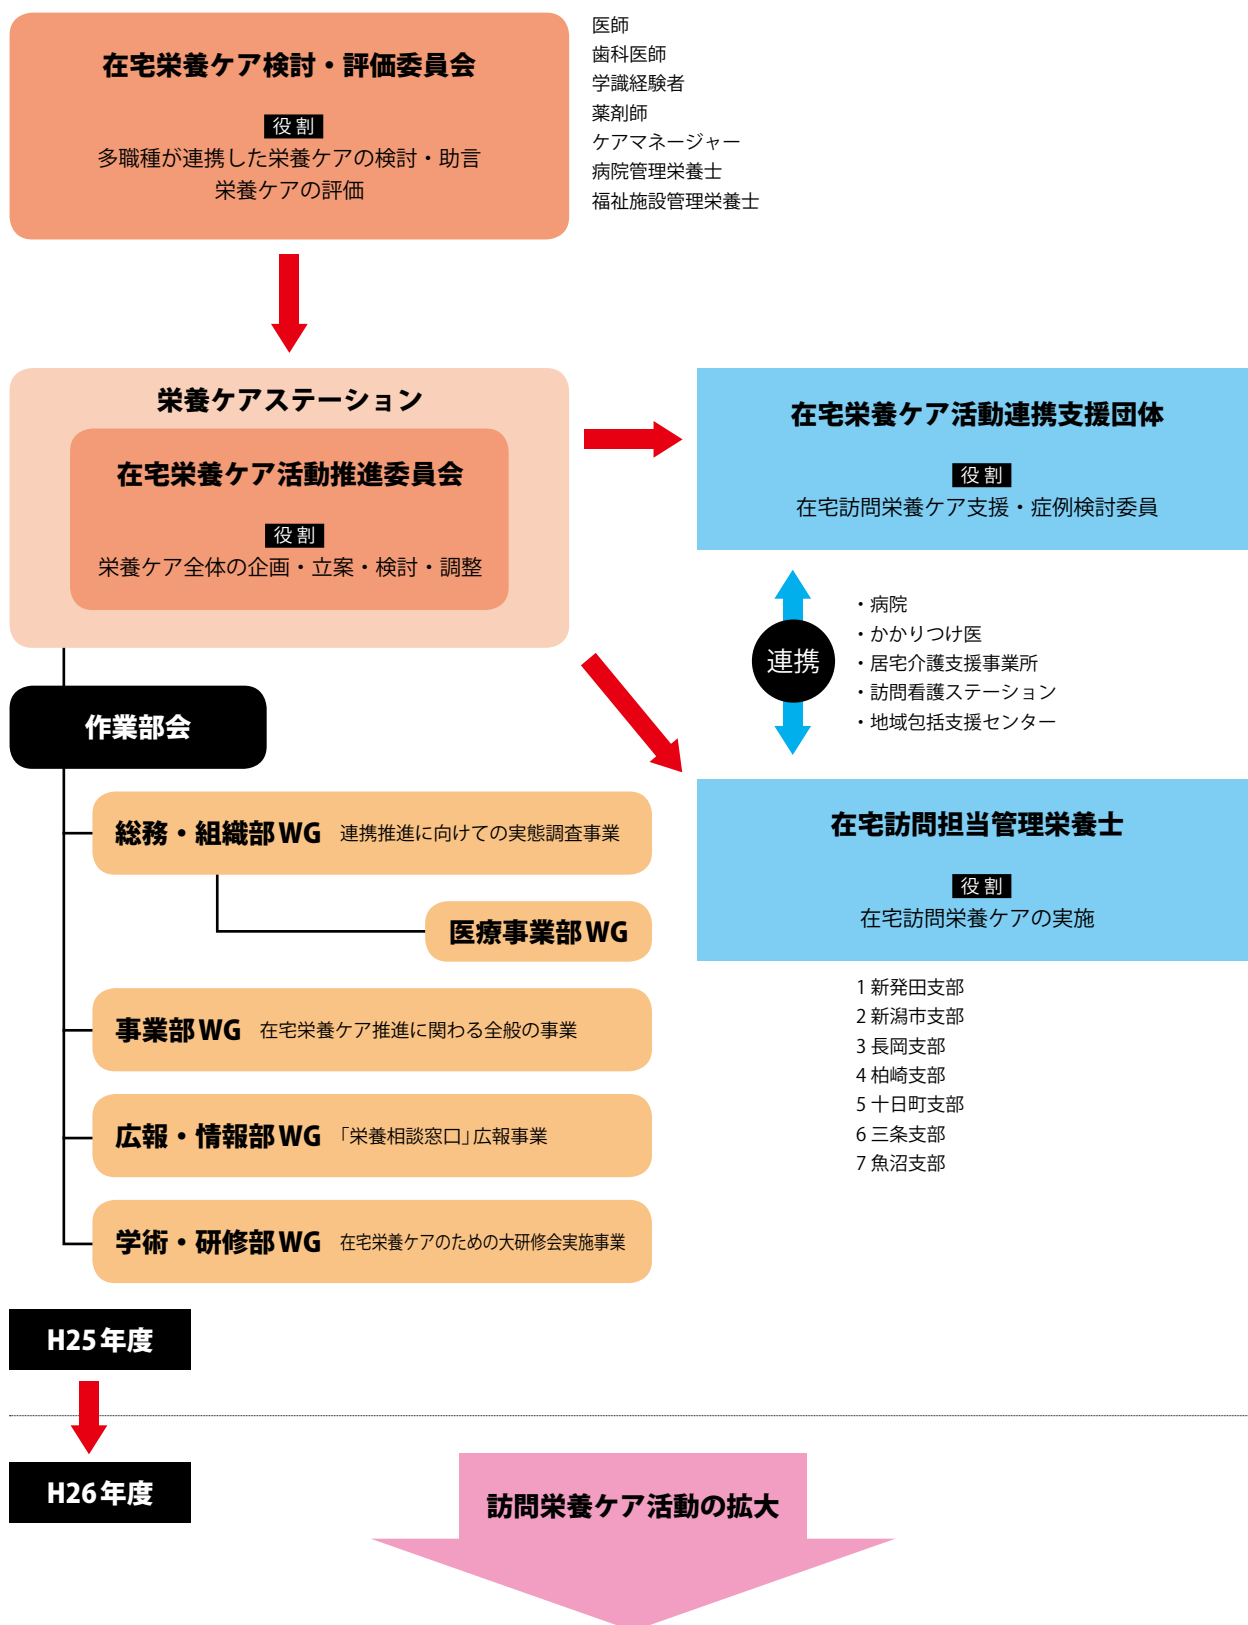 在宅栄養ケア検討・評価委員会
役割
多職種が連携した栄養ケアの検討・助言
栄養ケアの評価
医師
歯科医師
学識経験者
薬剤師
ケアマネージャー
病院管理栄養士
福祉施設管理栄養士
栄養ケアステーション
在宅栄養ケア活動推進委員会
役割
栄養ケア全体の企画・立案・検討・調整
在宅栄養ケア活動連携支援団体
役割
在宅訪問栄養ケア支援・症例検討委員
連携
・病院
・かかりつけ医
・居宅介護支援事業所
・訪問看護ステーション
・地域包括支援センター
在宅訪問担当管理栄養士
役割
在宅訪問栄養ケアの実施
1 新発田支部
2 新潟市支部
3 長岡支部
4 柏崎支部
5 十日町支部
6 三条支部
7 魚沼支部
作業部会
総務・組織部WG 連携推進に向けての実態調査事業
医療事業部WG
事業部WG 在宅栄養ケア推進に関わる全般の事業
広報・情報部WG 「栄養相談窓口」広報事業
学術・研修部WG 在宅栄養ケアのための大研修会実施事業
H25年度
H26年度
訪問栄養ケア活動の拡大